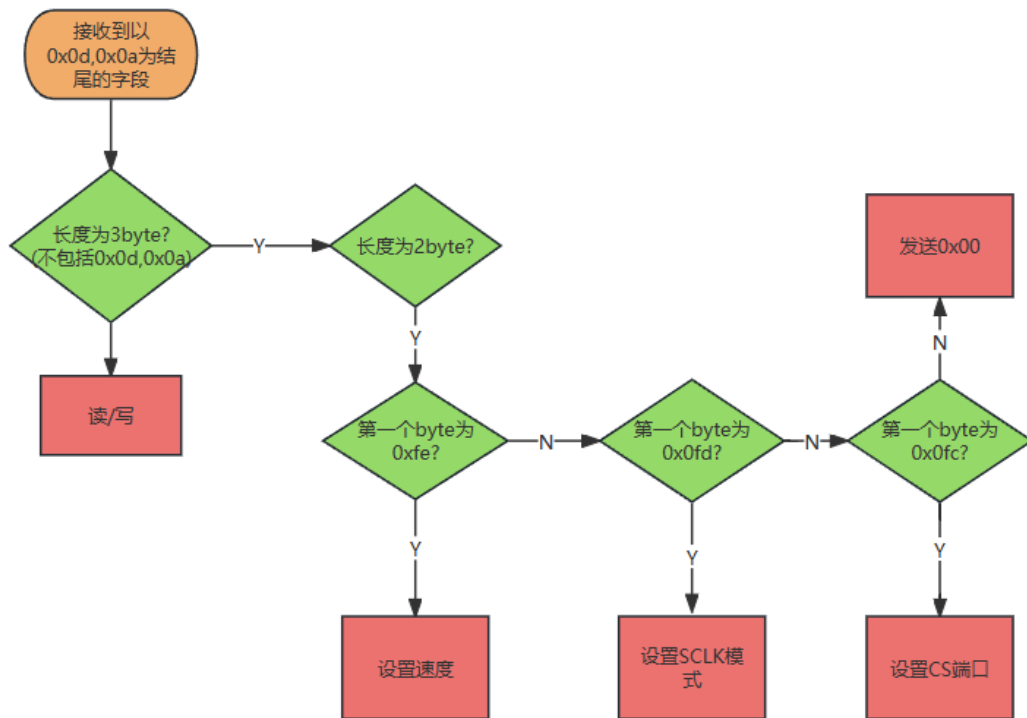 接收到以
0x0d,0x0a为结
尾的字段
长度为3byte?
(不包括0x0d,0x0a)
Y
长度为2byte?
发送0x00
读/写
Y
N
第一个byte为
0xfe?
N
第一个byte为
0x0fd?
N
第一个byte为
0x0fc?
Y
Y
Y
设置速度
设置SCLK模
式
设置CS端口